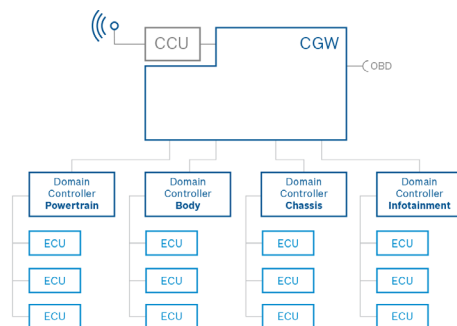 CCU
CGW
OBD
Domain
Controller
Powertrain
Domain
Controller
Body
Domain
Controller
Chassis
Domain
Controller
Infotainment
ECU
ECU
ECU
ECU
ECU
ECU
ECU
ECU
ECU
ECU
ECU
ECU